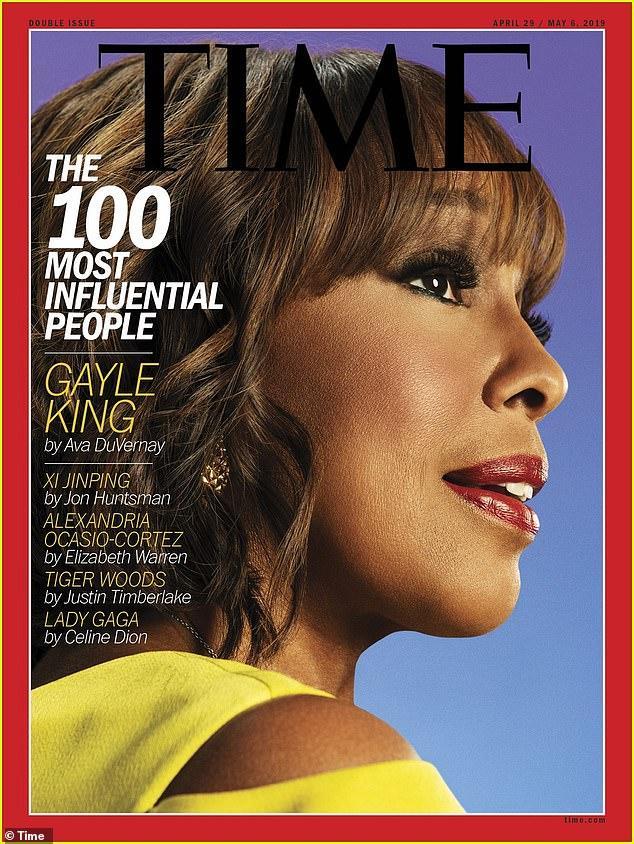 DOUBLE ISSUE
APRIL 29 / MAY 6, 2019
TIME
THE
100
MOST
INFLUENTIAL
PEOPLE
GAYLE
KING
by Ava DuVernay
XI JINPING
by Jon Huntsman
ALEXANDRIA
OCASIO-CORTEZ
by Elizabeth Warren
TIGER WOODS
by Justin Timberlake
LADY GAGA
by Celine Dion
time.com
© Time